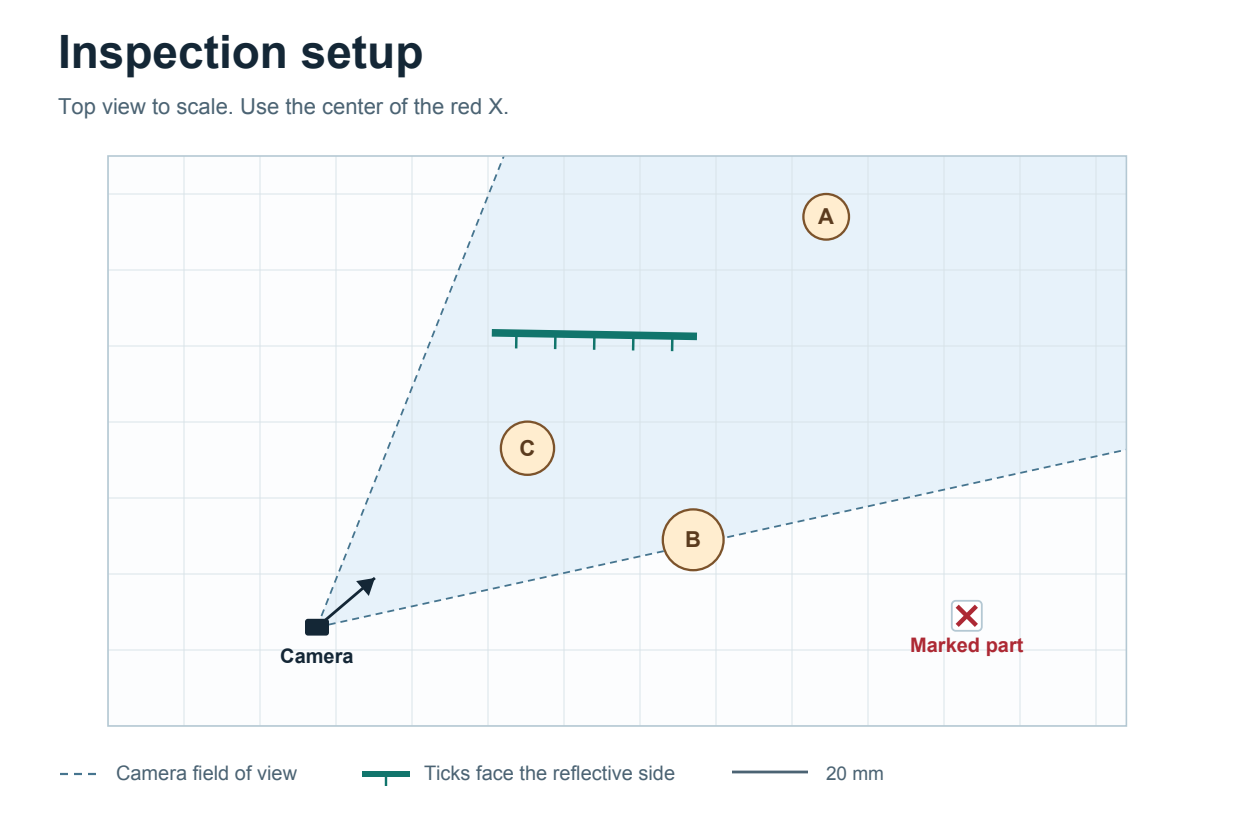 Inspection setup
Top view to scale. Use the center of the red X.
A
C
B
Camera
Marked part
Camera field of view
Ticks face the reflective side
20 mm